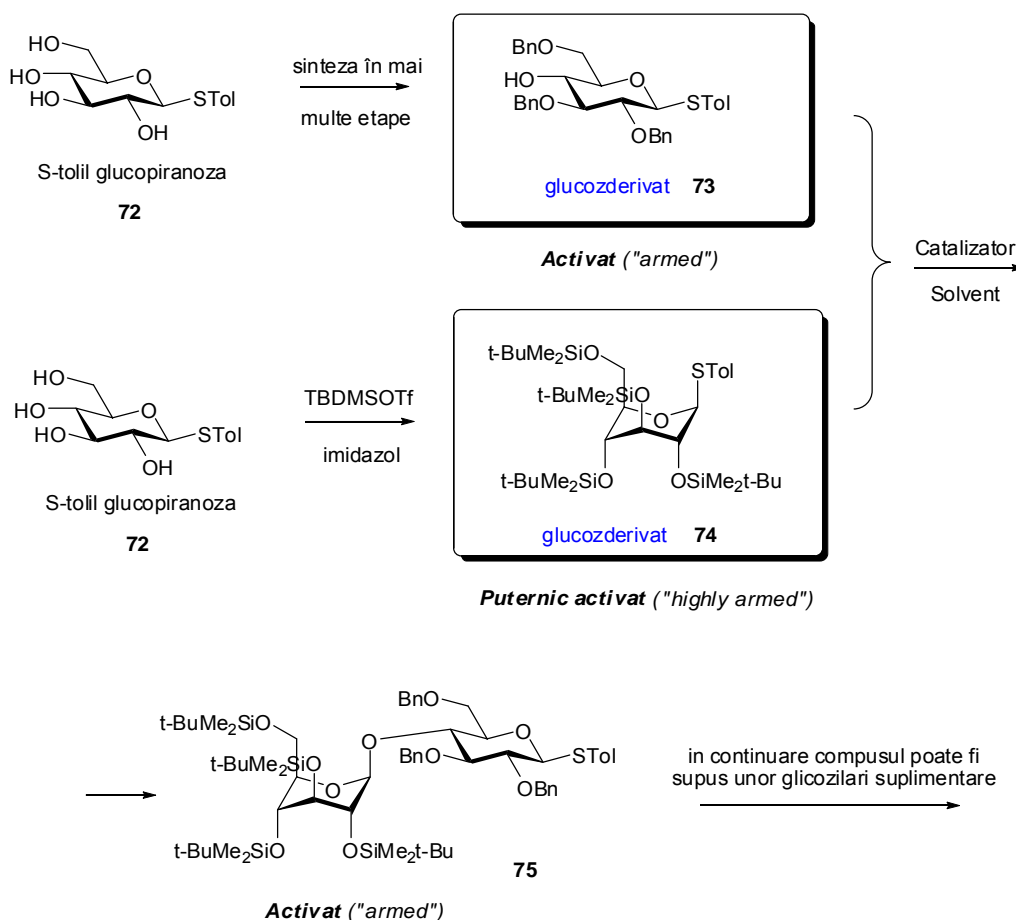 HO
HO
HO
OH
O
STol
S-tolil glucopiranoza
72
sinteza în mai
multe etape
BnO
HO
BnO
OBn
O
STol
glucozderivat 73
Activat ("armed")
Catalizator
Solvent
HO
HO
HO
OH
O
STol
S-tolil glucopiranoza
72
TBDMSOTf
imidazol
t-BuMe2SiO
t-BuMe2SiO
STol
O
t-BuMe2SiO
OSiMe2t-Bu
glucozderivat 74
Puternic activat ("highly armed")
t-BuMe2SiO
t-BuMe2SiO
O
O
t-BuMe2SiO
OSiMe2t-Bu
BnO
BnO
O
STol
OBn
75
Activat ("armed")
in continuare compusul poate fi
supus unor glicozilari suplimentare